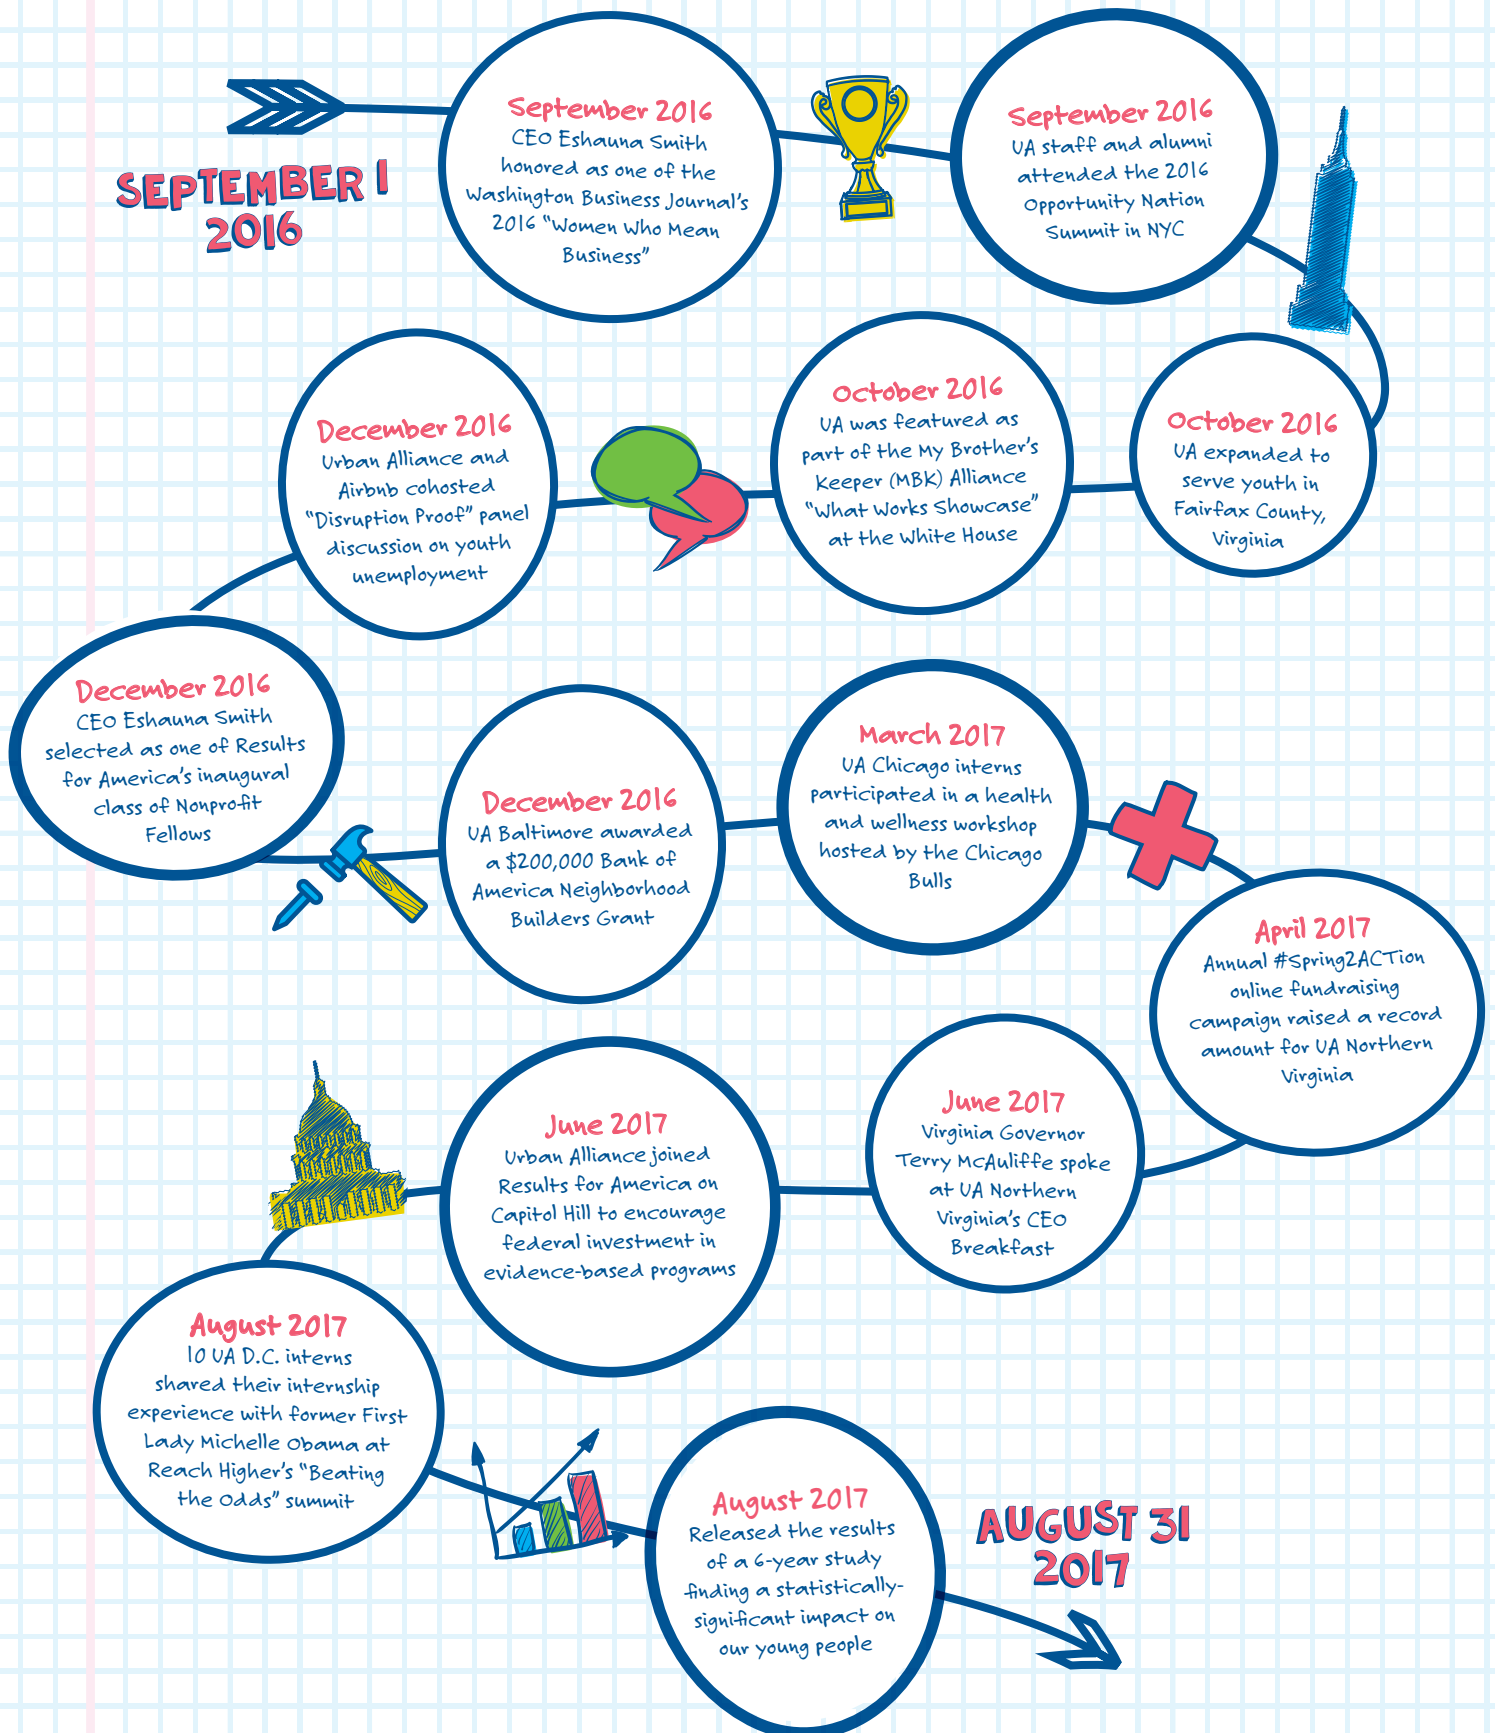 SEPTEMBER 1
2016
September 2016
CEO Eshauna Smith
honored as one of the
Washington Business Journal's
2016 "Women Who Mean
Business"
September 2016
UA staff and alumni
attended the 2016
Opportunity Nation
Summit in NYC
October 2016
UA expanded to
serve youth in
Fairfax County,
Virginia
October 2016
UA was featured as
part of the My Brother's
Keeper (MBK) Alliance
"What Works Showcase"
at the White House
December 2016
Urban Alliance and
Airbnb cohosted
"Disruption Proof" panel
discussion on youth
unemployment
December 2016
CEO Eshauna Smith
selected as one of Results
for America's inaugural
class of Nonprofit
Fellows
December 2016
UA Baltimore awarded
a $200,000 Bank of
America Neighborhood
Builders Grant
March 2017
UA Chicago interns
participated in a health
and wellness workshop
hosted by the Chicago
Bulls
April 2017
Annual #Spring2ACTion
online fundraising
campaign raised a record
amount for UA Northern
Virginia
June 2017
Virginia Governor
Terry McAuliffe spoke
at UA Northern
Virginia's CEO
Breakfast
June 2017
Urban Alliance joined
Results for America on
Capitol Hill to encourage
federal investment in
evidence-based programs
August 2017
10 UA D.C. interns
shared their internship
experience with former First
Lady Michelle Obama at
Reach Higher's "Beating
the Odds" summit
August 2017
Released the results
of a 6-year study
finding a statistically-
significant impact on
our young people
AUGUST 31
2017